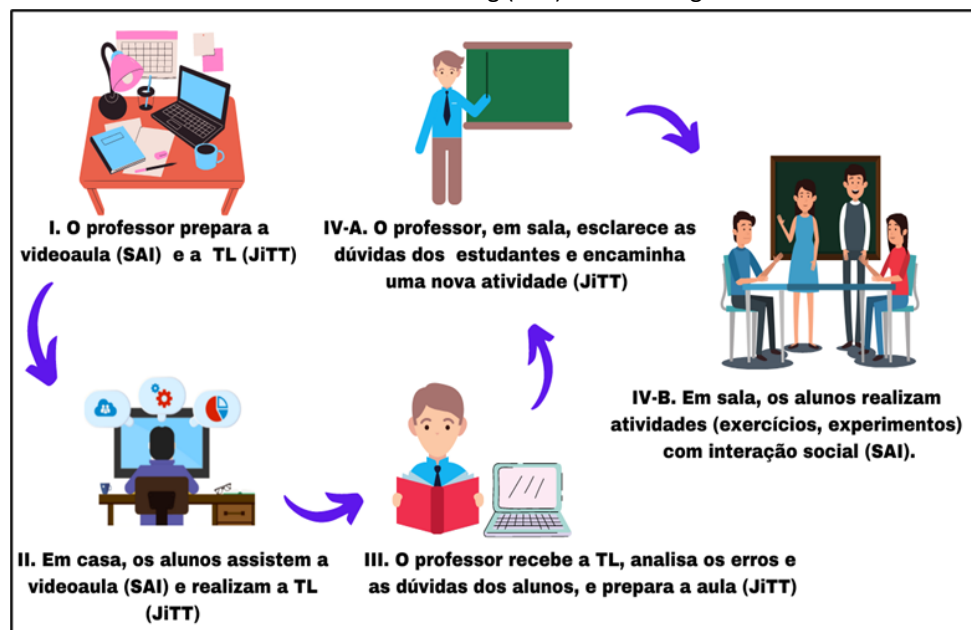 I. O professor prepara a
videoaula (SAI) e a TL (JiTT)
II. Em casa, os alunos assistem a
videoaula (SAI) e realizam a TL
(JiTT)
III. O professor recebe a TL, analisa os erros e
as dúvidas dos alunos, e prepara a aula (JiTT)
IV-A. O professor, em sala, esclarece as
dúvidas dos estudantes e encaminha
uma nova atividade (JiTT)
IV-B. Em sala, os alunos realizam
atividades (exercícios, experimentos)
com interação social (SAI).